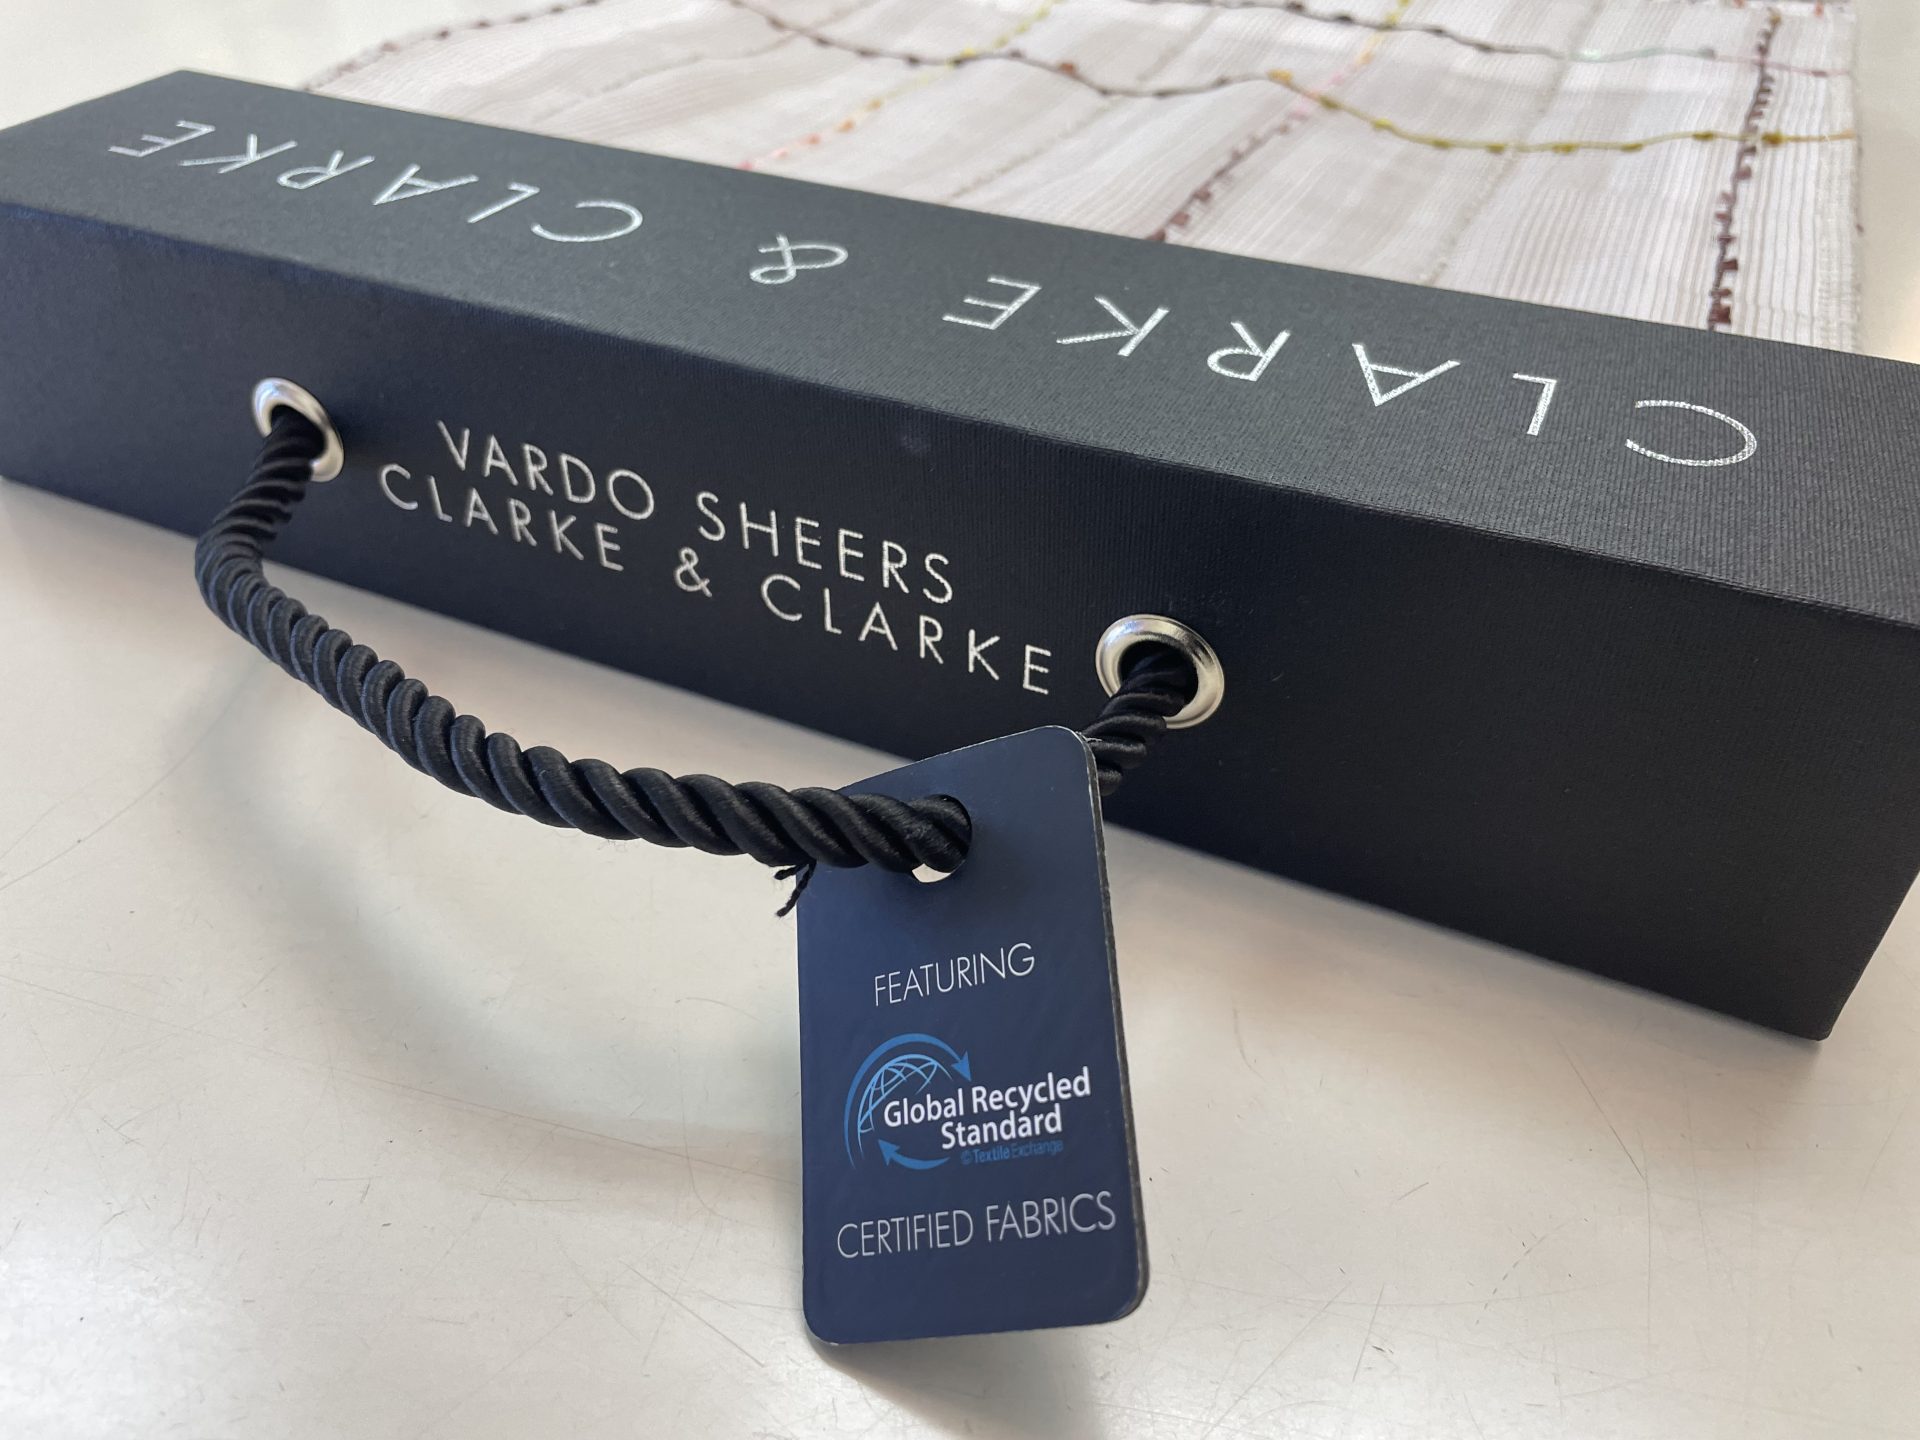 CLARKE & CLARKE
VARDO SHEERS
CLARKE & CLARKE
FEATURING
Global Recycled
Standard
©Textile Exchange
CERTIFIED FABRICS